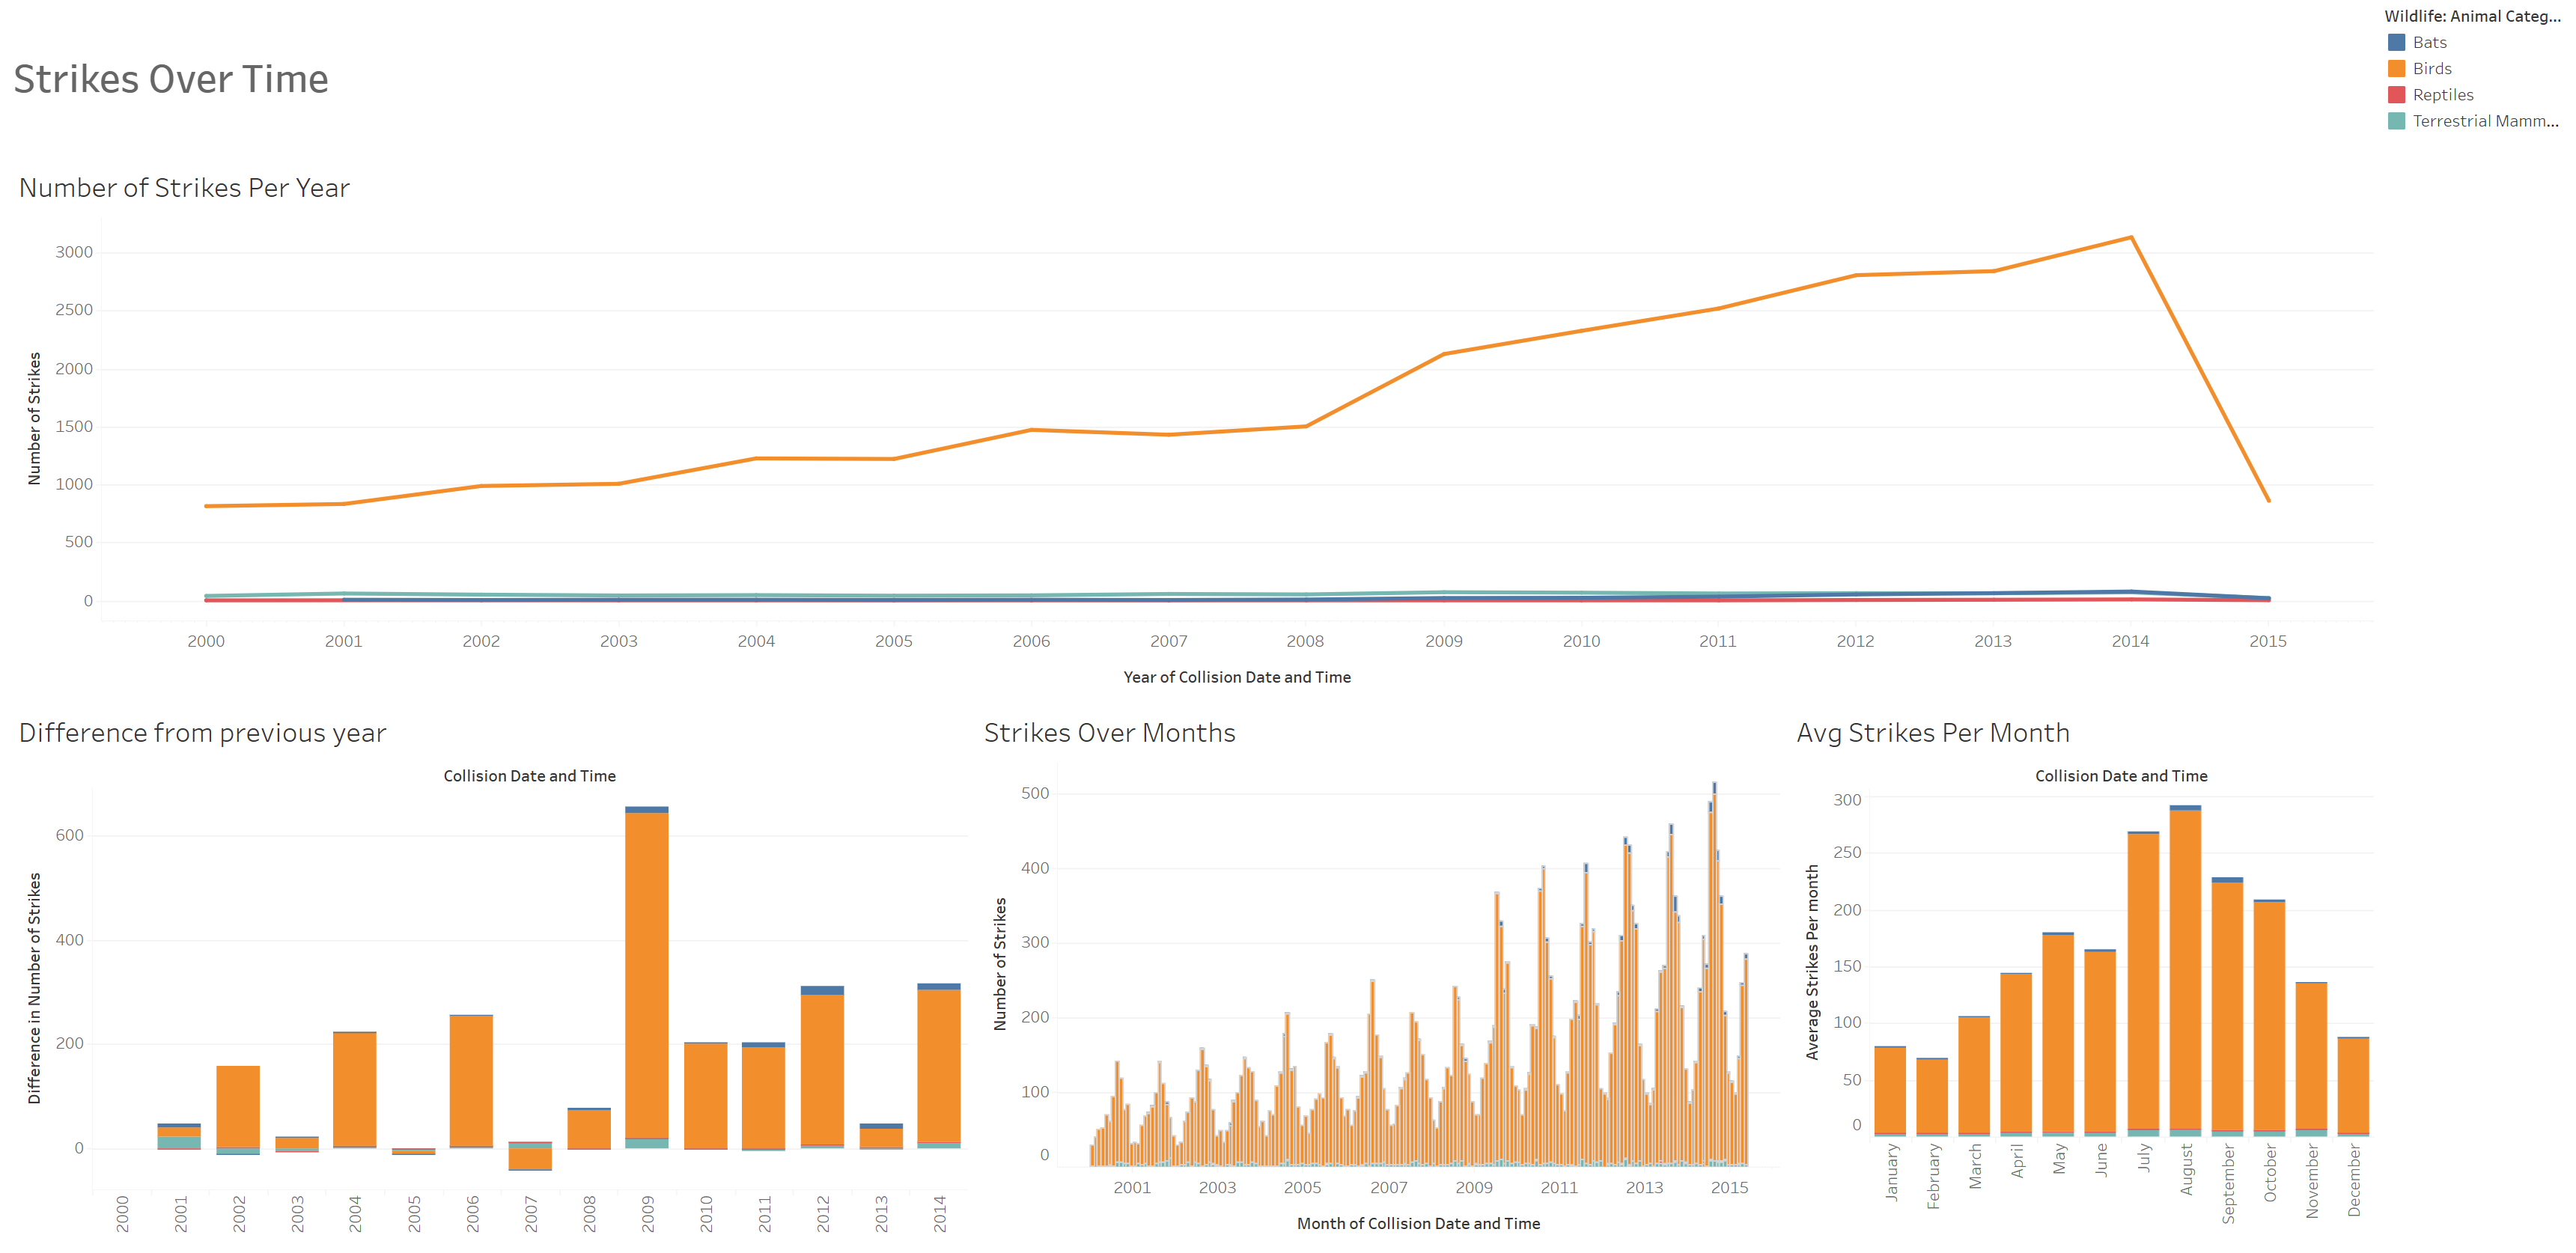 Wildlife: Animal Categ...
Bats
Birds
Reptiles
Terrestrial Mamm...
Strikes Over Time
Number of Strikes Per Year
Number of Strikes
3000
2500
2000
1500
1000
500
0
2000 2001 2002 2003 2004 2005 2006 2007 2008 2009 2010 2011 2012 2013 2014 2015
Year of Collision Date and Time
Difference from previous year
Collision Date and Time
Difference in Number of Strikes
600
400
200
0
2000 2001 2002 2003 2004 2005 2006 2007 2008 2009 2010 2011 2012 2013 2014
Strikes Over Months
Number of Strikes
500
400
300
200
100
0
2001 2003 2005 2007 2009 2011 2013 2015
Month of Collision Date and Time
Avg Strikes Per Month
Collision Date and Time
Average Strikes Per month
300
250
200
150
100
50
0
January February March April May June July August September October November December